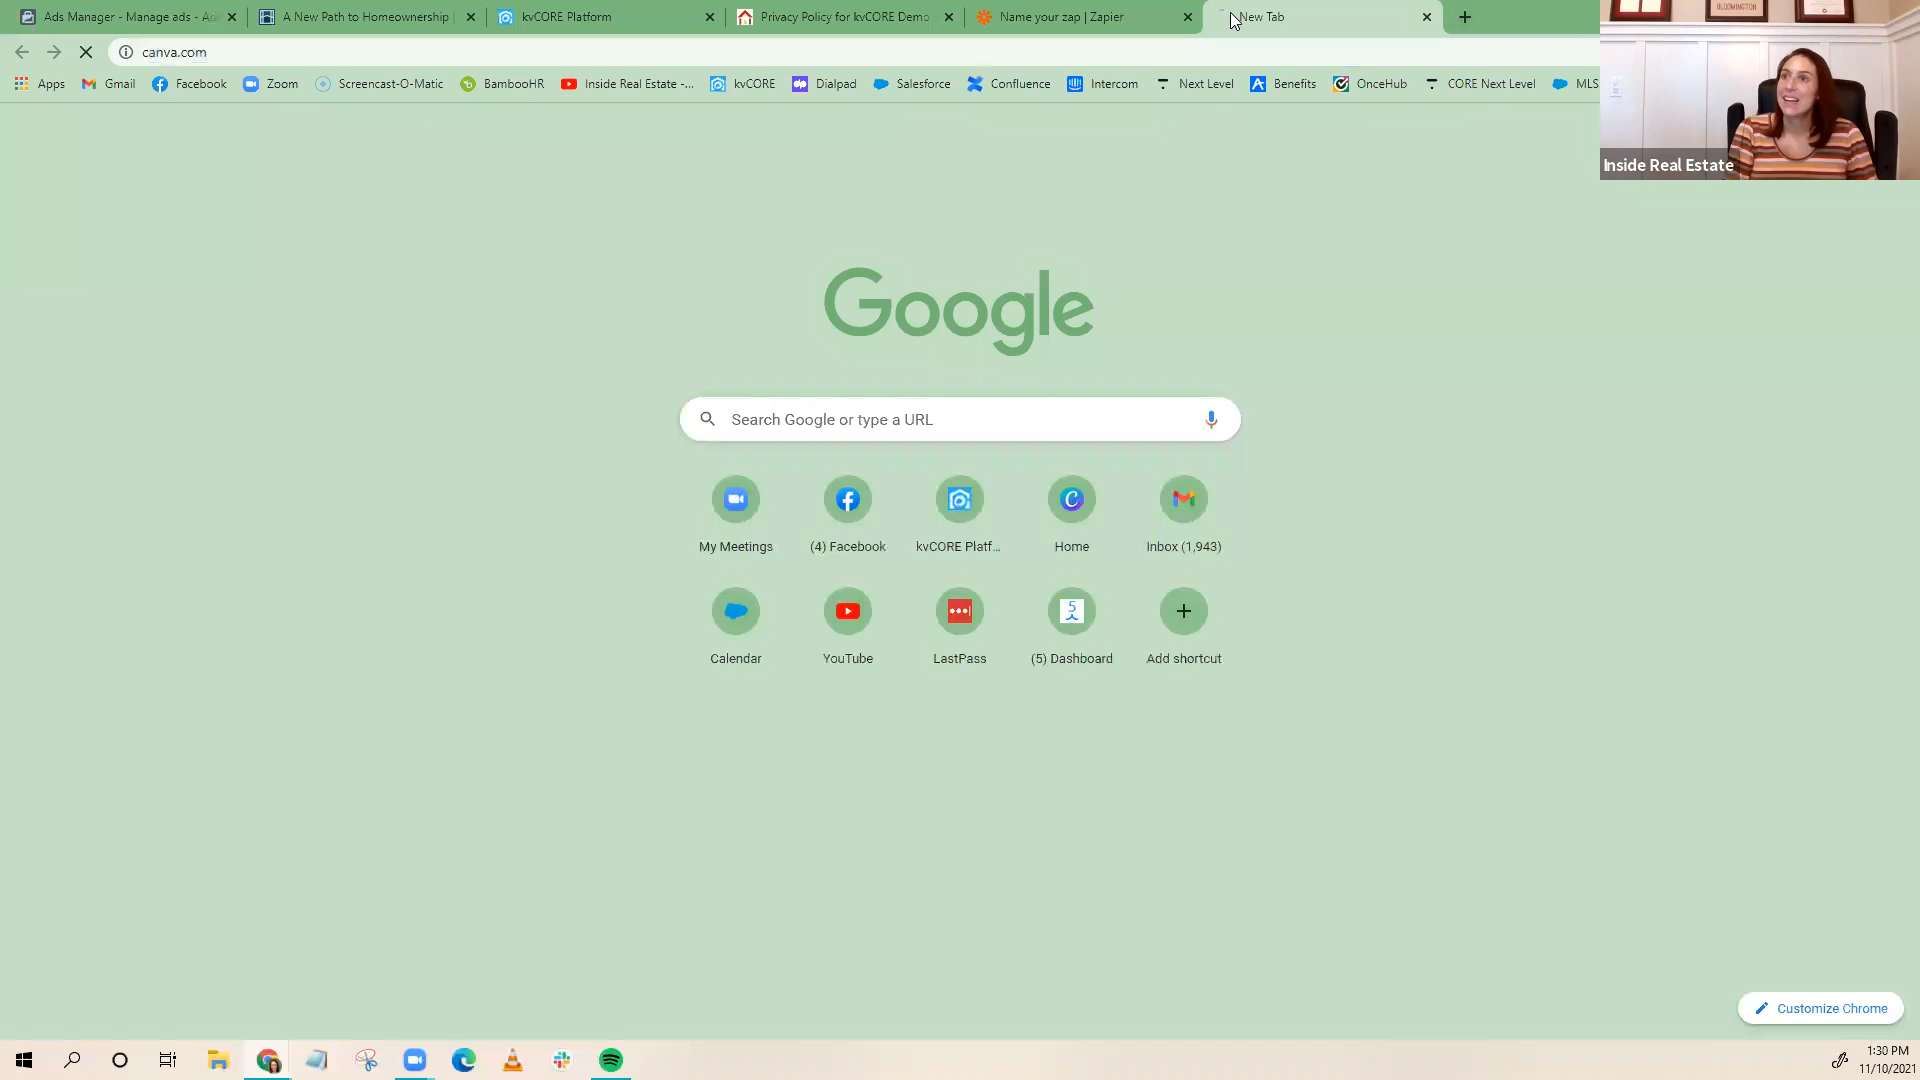 Ads Manager - Manage ads - Ad
A New Path to Homeownership |
kvCORE Platform
Privacy Policy for kvCORE Demo
Name your zap | Zapier
New Tab
canva.com
Apps
Gmail
Facebook
Zoom
Screencast-O-Matic
BambooHR
Inside Real Estate -...
kvCORE
Dialpad
Salesforce
Confluence
Intercom
Next Level
Benefits
OnceHub
CORE Next Level
MLS
BLOOMINGTON
Inside Real Estate
Google
Search Google or type a URL
My Meetings
(4) Facebook
kvCORE Platf...
Home
Inbox (1,943)
Calendar
YouTube
LastPass
(5) Dashboard
Add shortcut
Customize Chrome
1:30 PM
11/10/2021